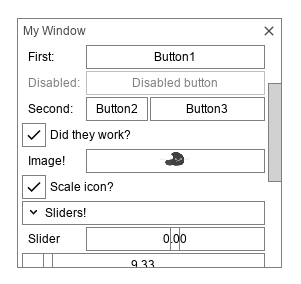 My Window
First: Button1
Disabled: Disabled button
Second: Button2 Button3
Did they work?
Image!
Scale icon?
Sliders!
Slider 0.00
9.33